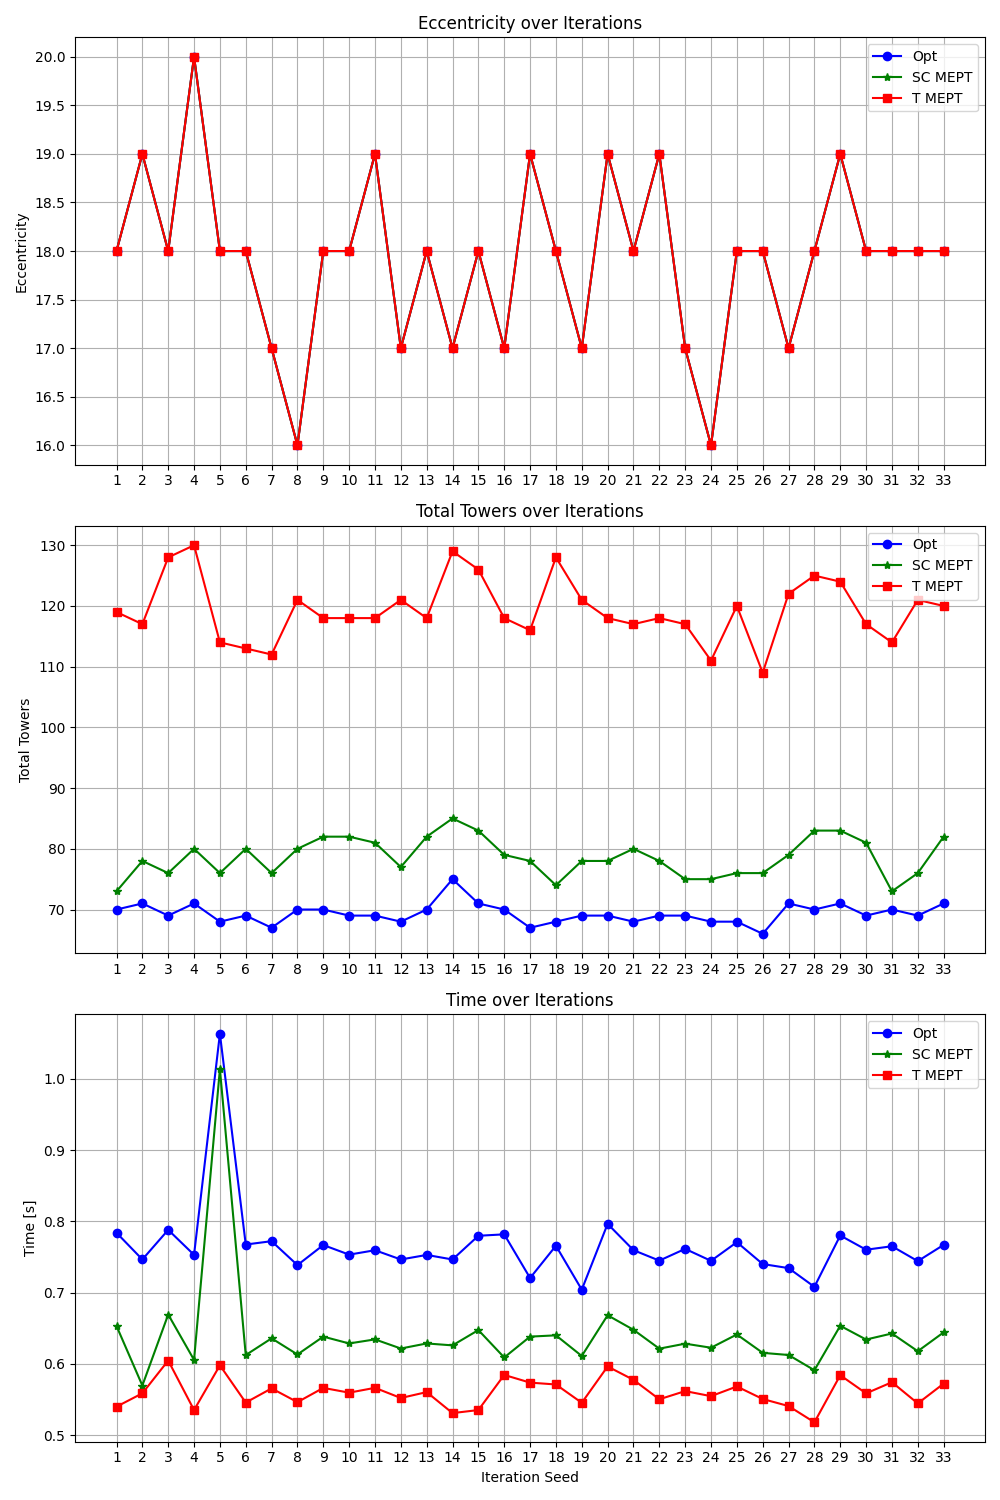 Eccentricity over Iterations
Opt
SC MEPT
T MEPT
20.0
19.5
19.0
18.5
18.0
17.5
17.0
16.5
16.0
Eccentricity
1 2 3 4 5 6 7 8 9 10 11 12 13 14 15 16 17 18 19 20 21 22 23 24 25 26 27 28 29 30 31 32 33
Total Towers over Iterations
Opt
SC MEPT
T MEPT
130
120
110
100
90
80
70
Total Towers
1 2 3 4 5 6 7 8 9 10 11 12 13 14 15 16 17 18 19 20 21 22 23 24 25 26 27 28 29 30 31 32 33
Time over Iterations
Opt
SC MEPT
T MEPT
1.0
0.9
0.8
0.7
0.6
0.5
Time [s]
1 2 3 4 5 6 7 8 9 10 11 12 13 14 15 16 17 18 19 20 21 22 23 24 25 26 27 28 29 30 31 32 33
Iteration Seed